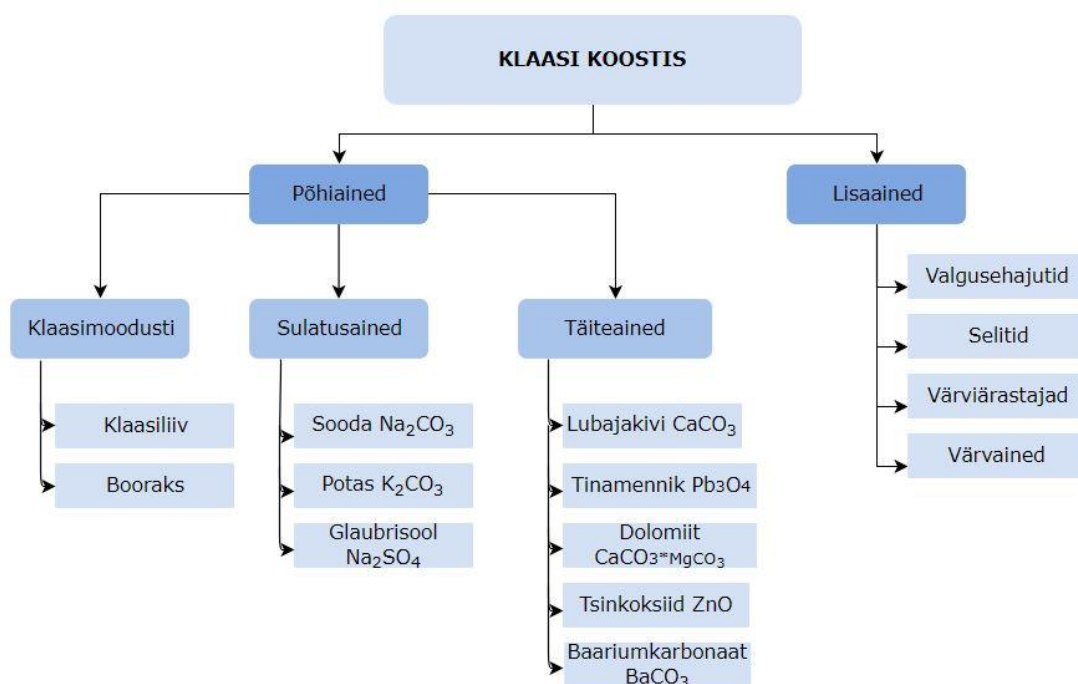 KLAASI KOOSTIS
Põhiained
Lisaained
Klaasimoodusti
Sulatusained
Täiteained
Klaasiliiv
Booraks
Sooda Na₂CO₃
Potas K₂CO₃
Glaubrisool
Na₂SO₄
Lubajakivi CaCO₃
Tinamennik Pb3O4
Dolomiit
CaCO3*MgCO₃
Tsinkoksiid ZnO
Baariumkarbonaat
BaCO₃
Valgusehajutid
Selitid
Värviärastajad
Värvained